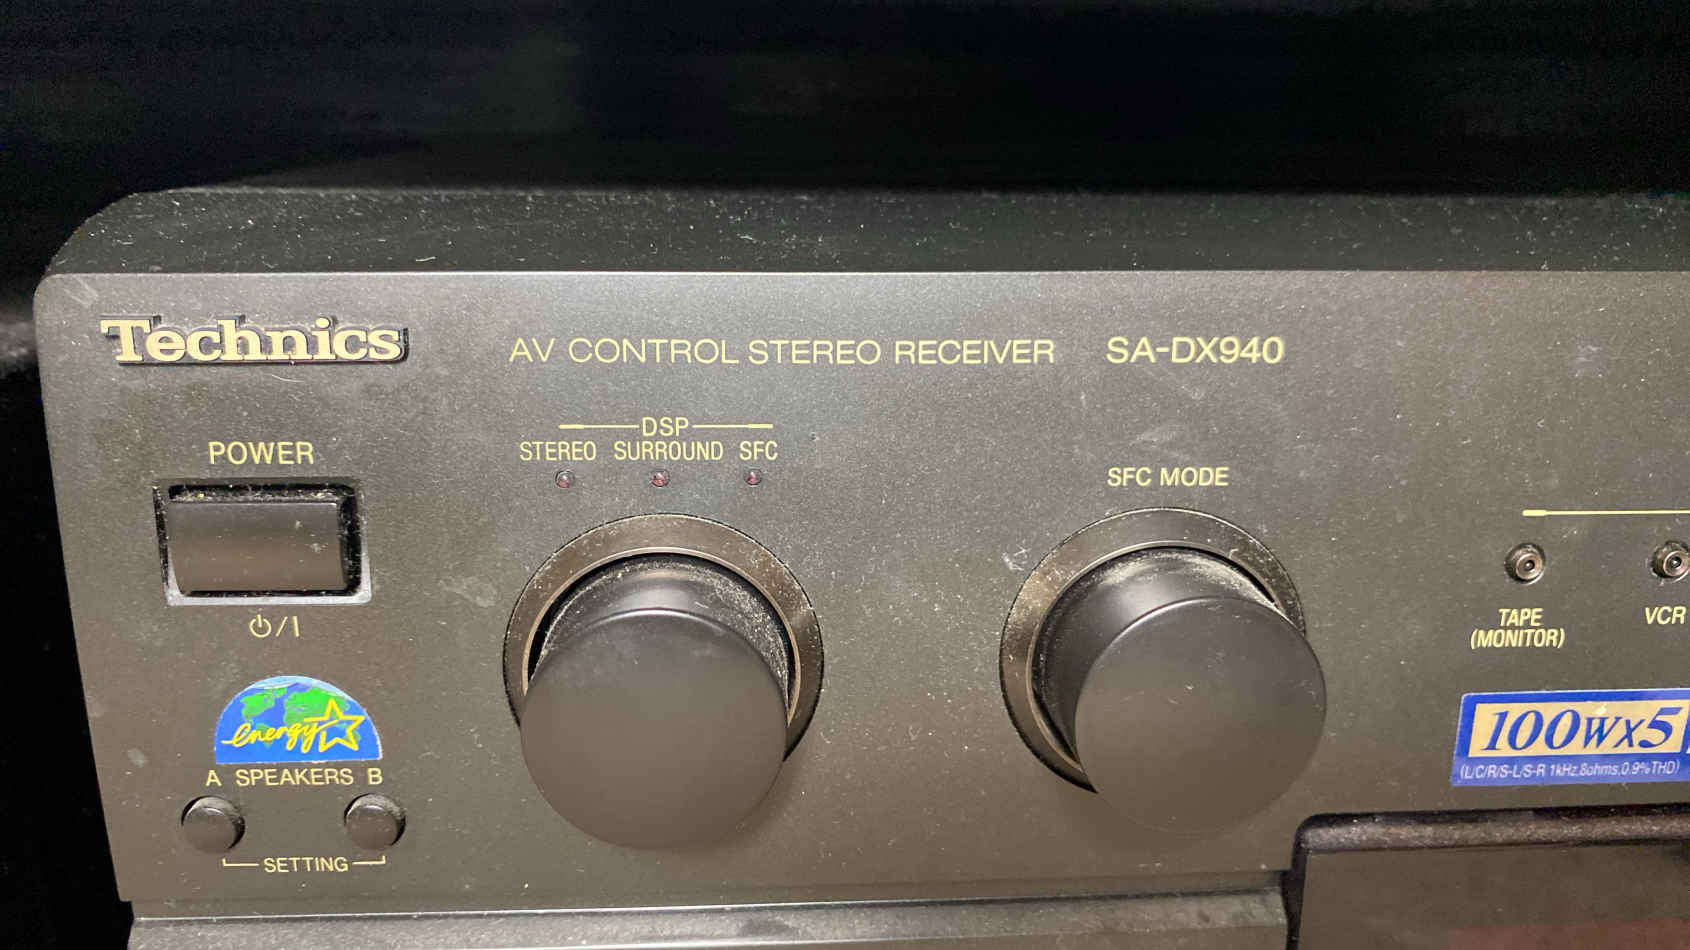 Technics
AV CONTROL STEREO RECEIVER SA-DX940
DSP
STEREO SURROUND SFC
POWER
SFC MODE
⏻/I
TAPE
(MONITOR)
VCR
energy
100WX5
(L/C/R/S-L/S-R 1kHz,8ohms,0.9%THD)
A SPEAKERS B
SETTING